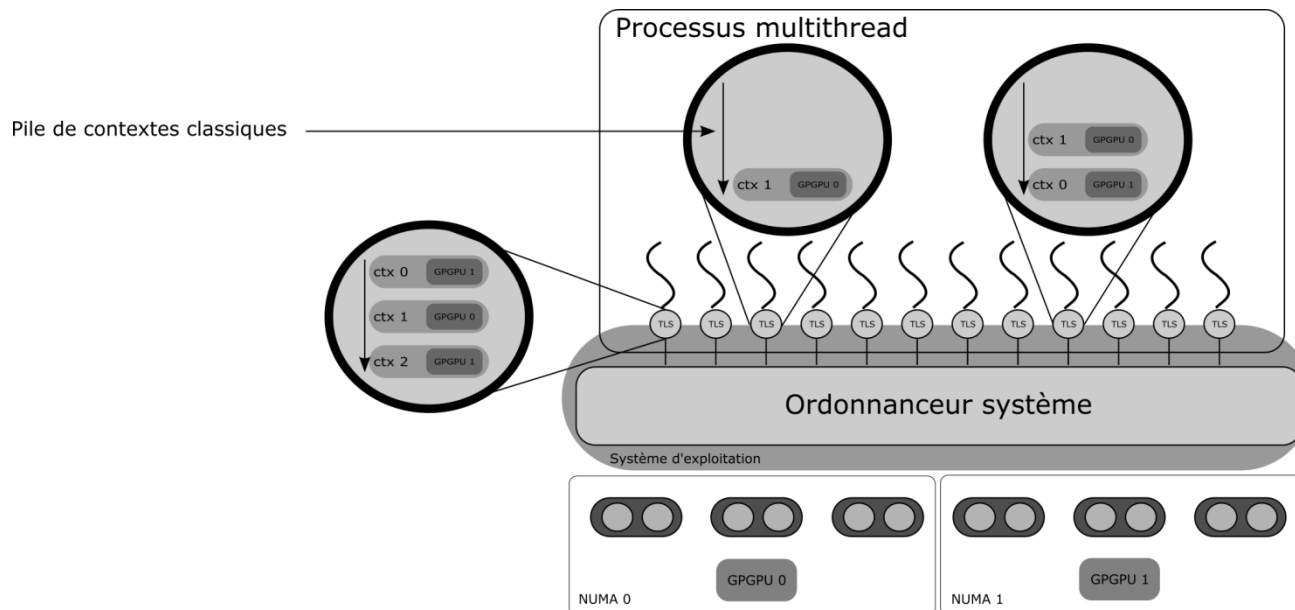 Processus multithread
Pile de contextes classiques
ctx 1 GPGPU 0
ctx 1 GPGPU 0
ctx 0 GPGPU 1
ctx 0 GPGPU 1
ctx 1 GPGPU 0
ctx 2 GPGPU 1
TLS TLS TLS TLS TLS TLS TLS TLS TLS TLS TLS TLS
Ordonnanceur système
Système d'exploitation
GPGPU 0
GPGPU 1
NUMA 0
NUMA 1